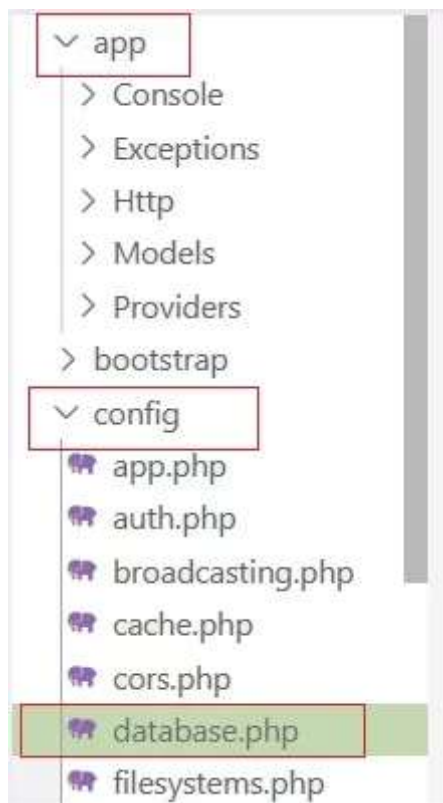 app
Console
Exceptions
Http
Models
Providers
bootstrap
config
app.php
auth.php
broadcasting.php
cache.php
cors.php
database.php
filesystems.php